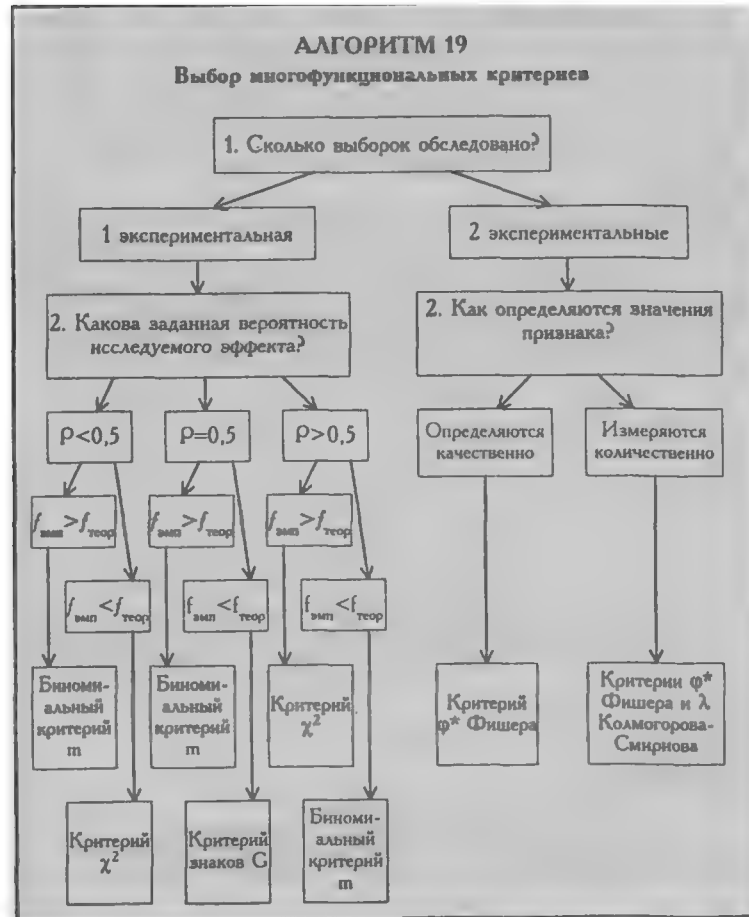 АЛГОРИТМ 19
Выбор многофункциональных критериев
1. Сколько выборок обследовано?
1 экспериментальная
2 экспериментальные
2. Какова заданная вероятность
исследуемого эффекта?
2. Как определяются значения
признака?
P<0,5
P=0,5
P>0,5
Определяются
качественно
Измеряются
количественно
fэмп>fтеор
fэмп>fтеор
fэмп>fтеор
fэмп<fтеор
fэмп<fтеор
fэмп<fтеор
Биноми-
альный
критерий
m
Биноми-
альный
критерий
m
Критерий
χ²
Критерий
φ* Фишера
Критерии φ*
Фишера и λ
Колмогорова-
Смирнова
Критерий
χ²
Критерий
знаков G
Биноми-
альный
критерий
m